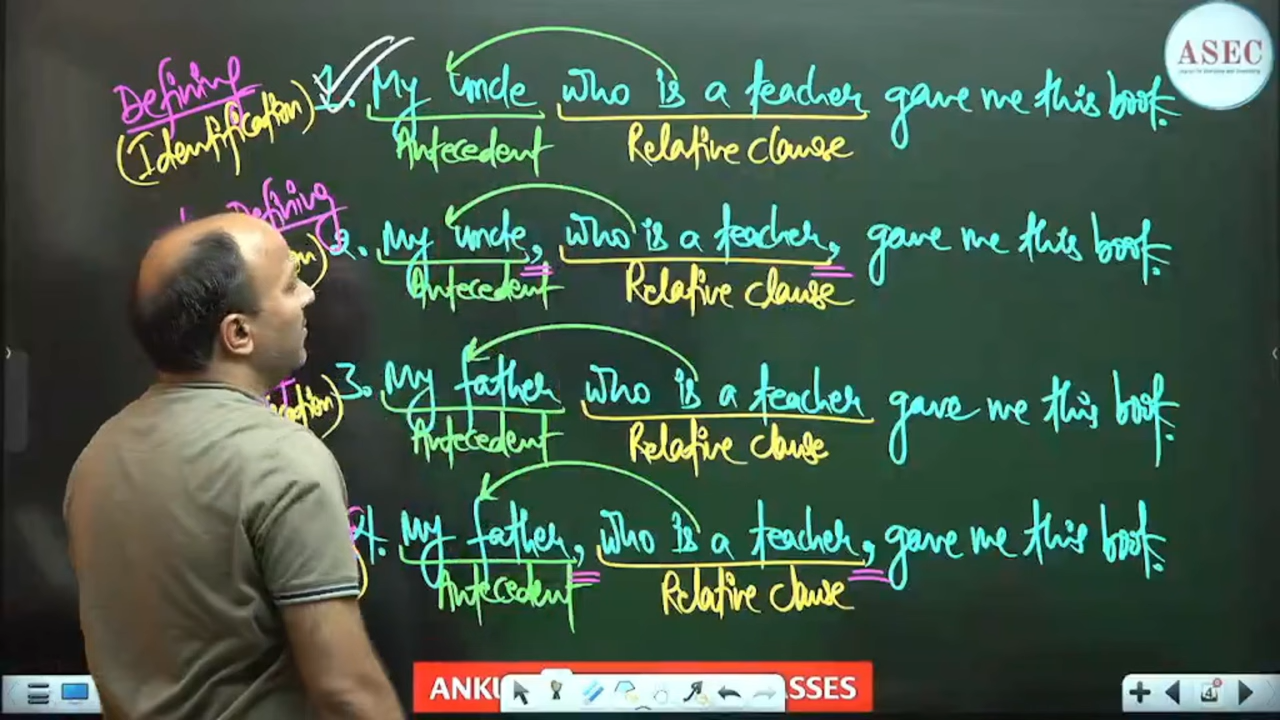 ASEC
Defining
(Identification)
1. My uncle who is a teacher gave me this book.
Antecedent Relative clause
Defining
2. My uncle, who is a teacher, gave me this book.
Antecedent Relative clause
3. My father who is a teacher gave me this book.
Antecedent Relative clause
4. My father, who is a teacher, gave me this book.
Antecedent Relative clause